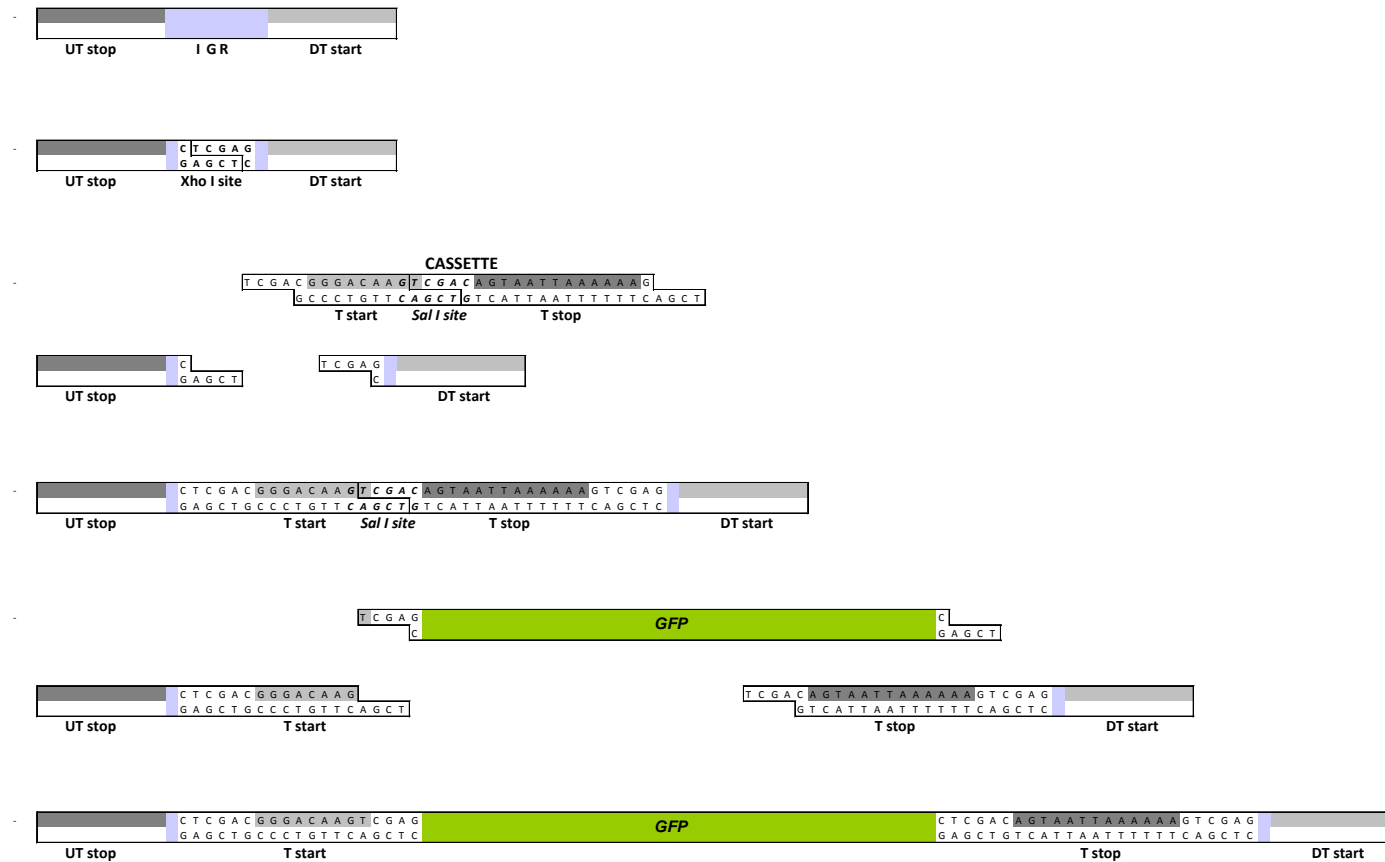 -
UT stop I G R DT start
-
C T C G A G
G A G C T C
UT stop Xho I site DT start
CASSETTE
-
T C G A C G G G A C A A G T C G A C A G T A A T T A A A A A A G
G C C C T G T T C A G C T G T C A T T A A T T T T T T C A G C T
T start Sal I site T stop
C T C G A G
G A G C T C
UT stop DT start
-
C T C G A C G G G A C A A G T C G A C A G T A A T T A A A A A A G T C G A G
G A G C T G C C C T G T T C A G C T G T C A T T A A T T T T T T C A G C T C
UT stop T start Sal I site T stop DT start
-
T C G A G GFP C
C G A G C T
C T C G A C G G G A C A A G T C G A C A G T A A T T A A A A A A G T C G A G
G A G C T G C C C T G T T C A G C T G T C A T T A A T T T T T T C A G C T C
UT stop T start T stop DT start
-
C T C G A C G G G A C A A G T C G A G GFP C T C G A C A G T A A T T A A A A A A G T C G A G
G A G C T G C C C T G T T C A G C T C G A G C T G T C A T T A A T T T T T T C A G C T C
UT stop T start T stop DT start